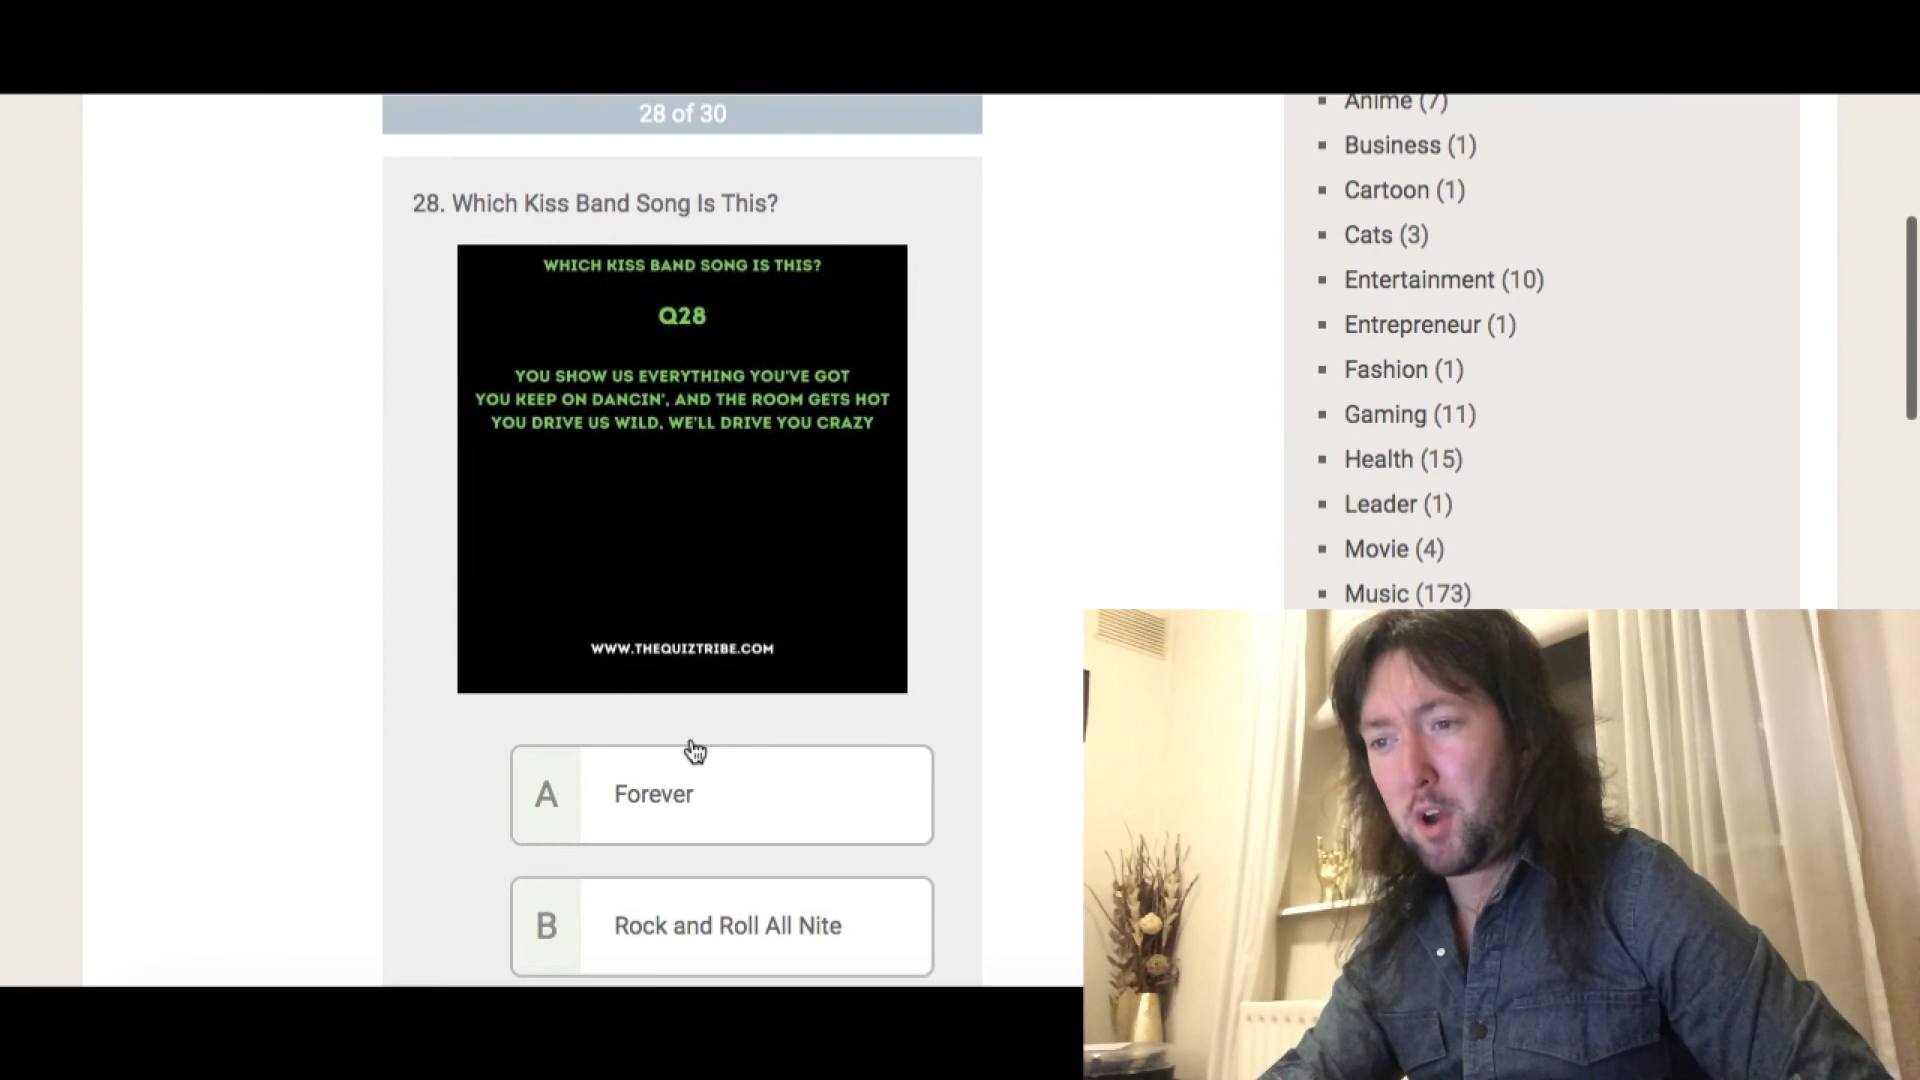 28 of 30
28. Which Kiss Band Song Is This?
WHICH KISS BAND SONG IS THIS?
Q28
YOU SHOW US EVERYTHING YOU'VE GOT
YOU KEEP ON DANCIN', AND THE ROOM GETS HOT
YOU DRIVE US WILD, WE'LL DRIVE YOU CRAZY
WWW.THEQUIZTRIBE.COM
A Forever
B Rock and Roll All Nite
Anime (7)
Business (1)
Cartoon (1)
Cats (3)
Entertainment (10)
Entrepreneur (1)
Fashion (1)
Gaming (11)
Health (15)
Leader (1)
Movie (4)
Music (173)